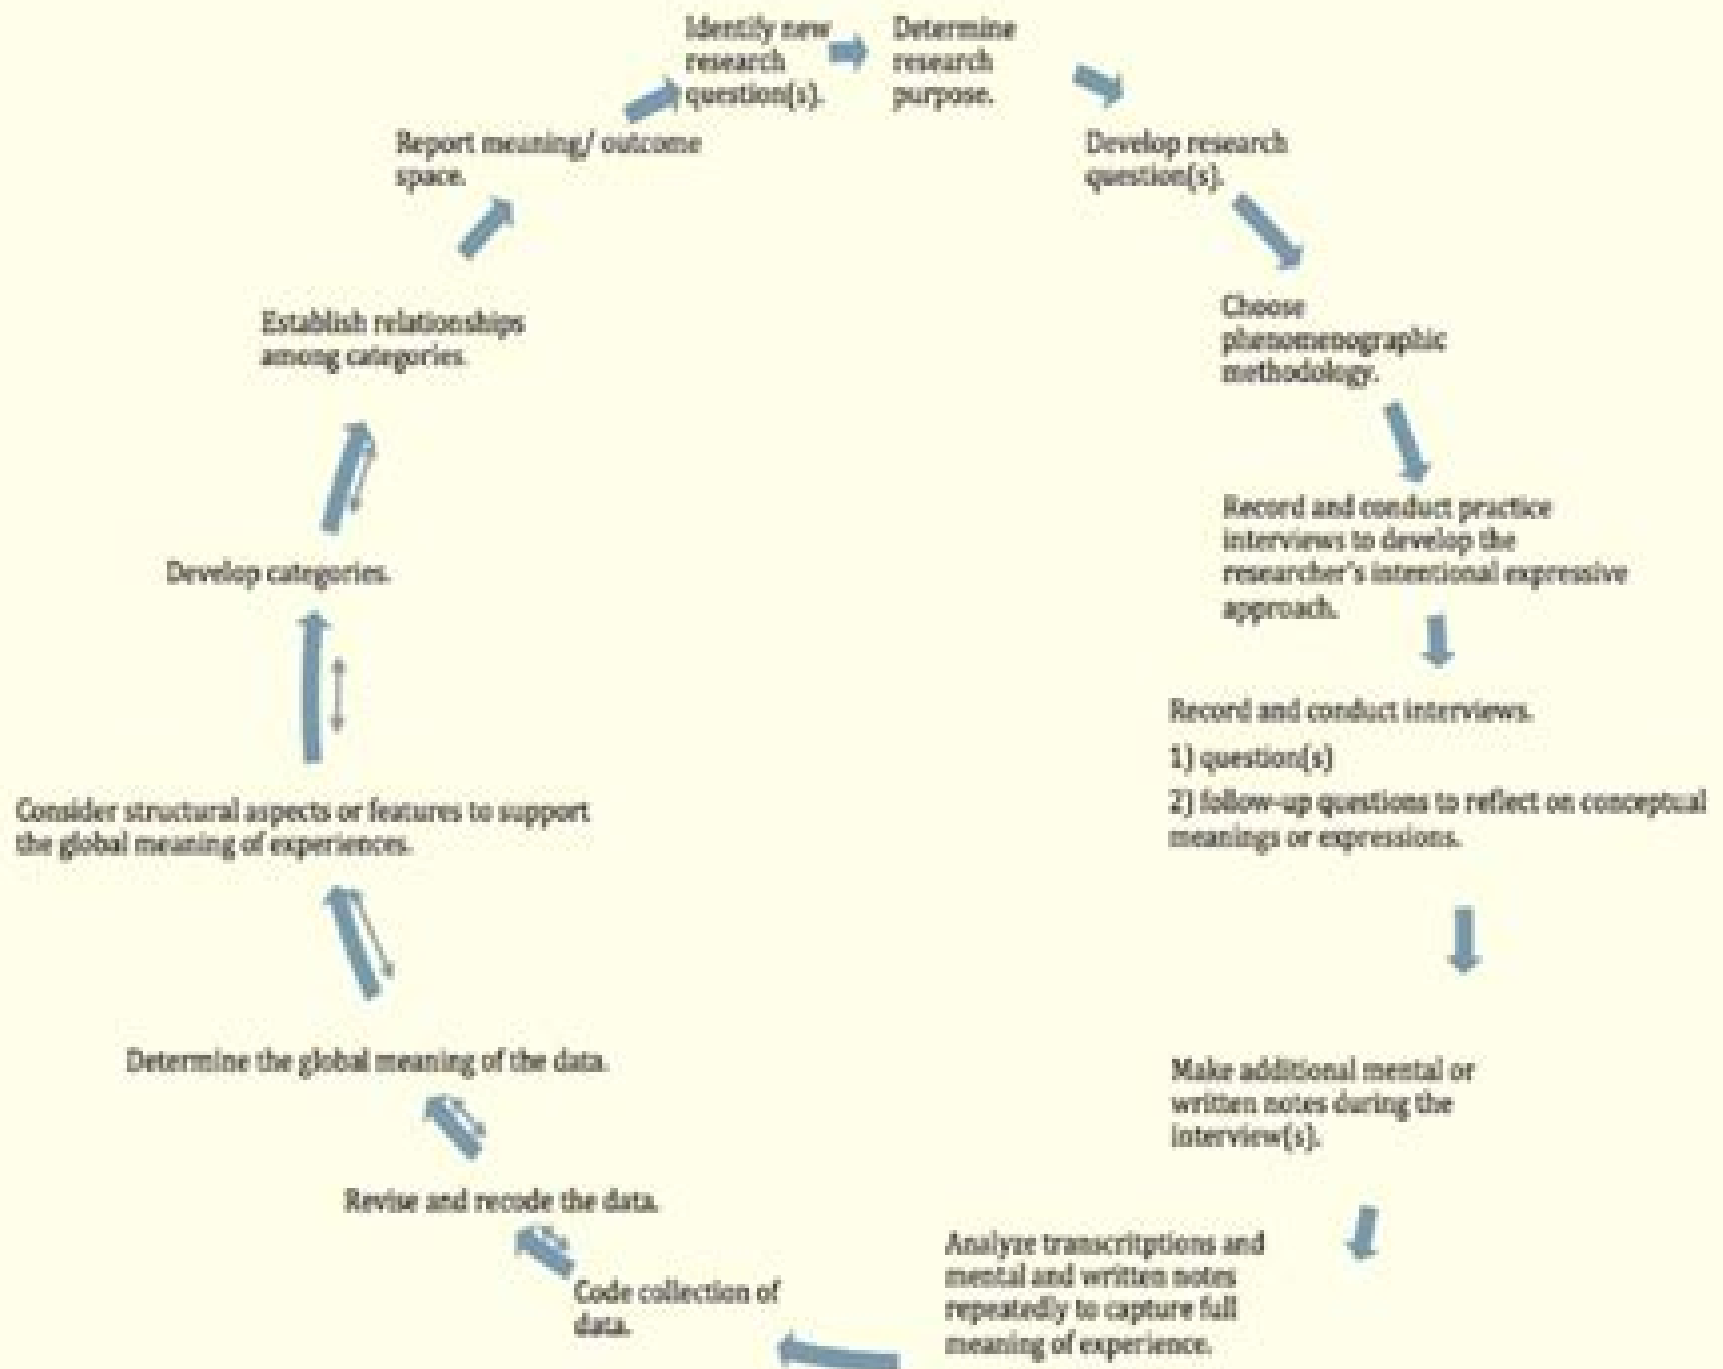 Identify new
research
question(s).
Determine
research
purpose.
Develop research
question(s).
Choose
phenomenographic
methodology.
Record and conduct practice
interviews to develop the
researcher's intentional expressive
approach.
Record and conduct interviews.
1) question(s)
2) follow-up questions to reflect on conceptual
meanings or expressions.
Make additional mental or
written notes during the
interview(s).
Analyze transcritptions and
mental and written notes
repeatedly to capture full
meaning of experience.
Code collection of
data.
Revise and recode the data.
Determine the global meaning of the data.
Consider structural aspects or features to support
the global meaning of experiences.
Develop categories.
Establish relationships
among categories.
Report meaning/ outcome
space.